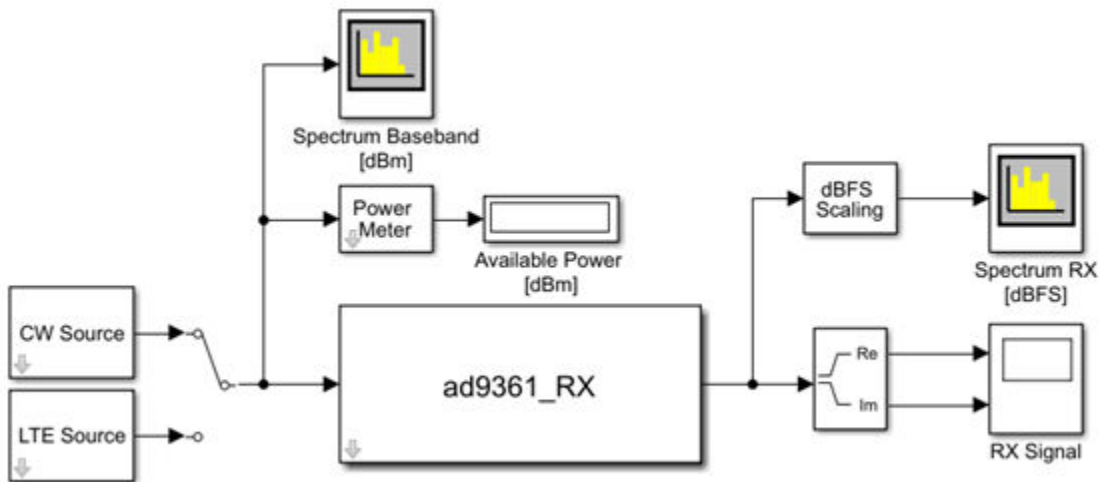 Spectrum Baseband
[dBm]
Power
Meter
Available Power
[dBm]
dBFS
Scaling
Spectrum RX
[dBFS]
CW Source
LTE Source
ad9361_RX
Re
Im
RX Signal